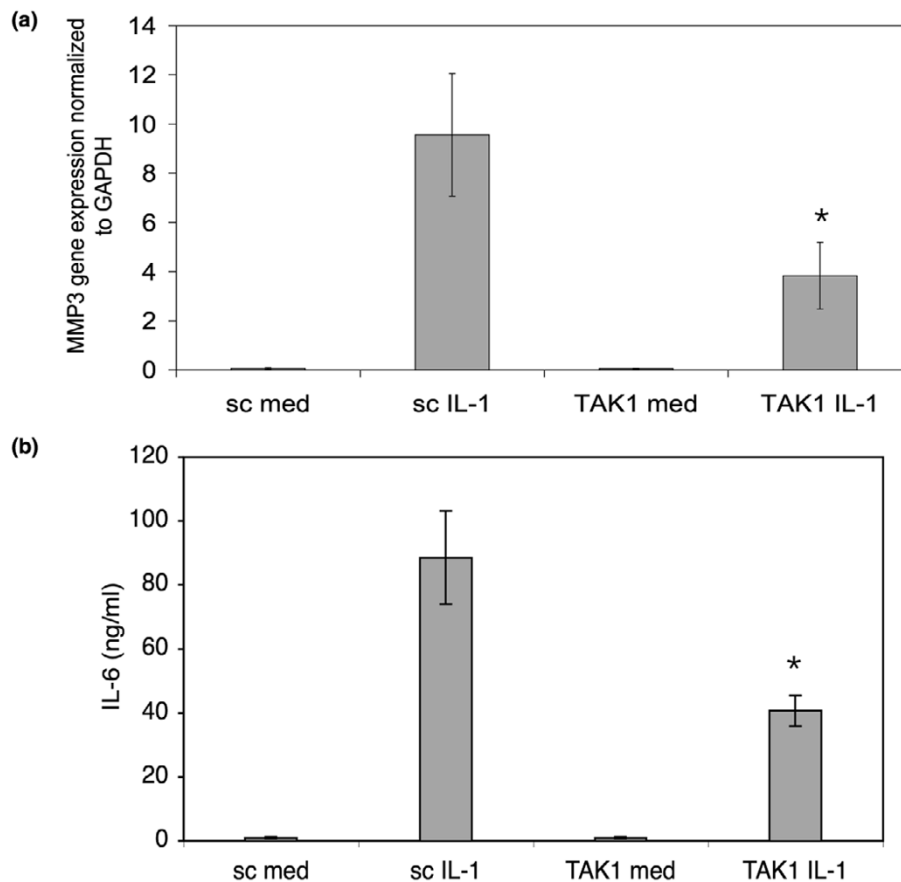 (a)
MMP3 gene expression normalized
to GAPDH
14
12
10
8
6
4
2
0
*
sc med sc IL-1 TAK1 med TAK1 IL-1
(b)
IL-6 (ng/ml)
120
100
80
60
40
20
0
*
sc med sc IL-1 TAK1 med TAK1 IL-1